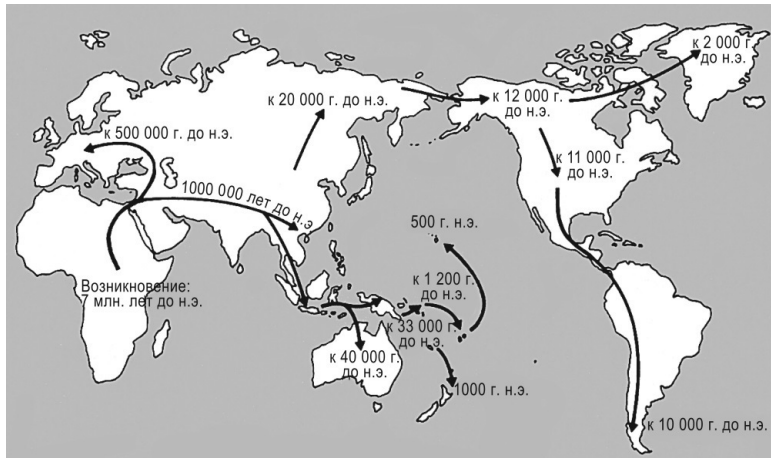 к 2 000 г.
до н.э.
к 20 000 г. до н.э.
к 12 000 г.
до н.э.
к 500 000 г. до н.э.
к 11 000 г.
до н.э.
1000 000 лет до н.э
500 г. н.э.
Возникновение:
7 млн. лет до н.э.
к 1 200 г.
до н.э.
к 33 000 г.
до н.э.
к 40 000 г.
до н.э.
1000 г. н.э.
к 10 000 г. до н.э.